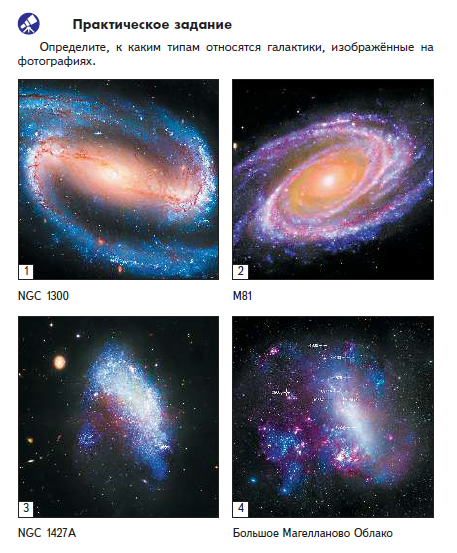 Практическое задание
Определите, к каким типам относятся галактики, изображённые на
фотографиях.
1
2
NGC 1300
M81
3
4
NGC 1427A
Большое Магелланово Облако